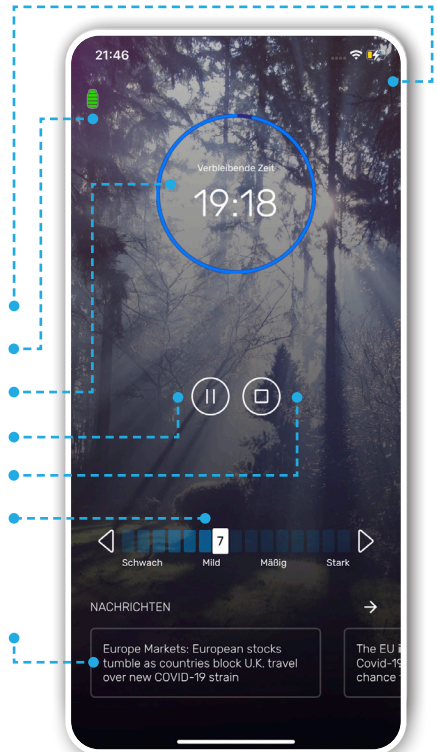 21:46
Verbleibende Zeit
19:18
7
Schwach Mild Mäßig Stark
NACHRICHTEN
Europe Markets: European stocks
tumble as countries block U.K. travel
over new COVID-19 strain
The EU
Covid-19
chance